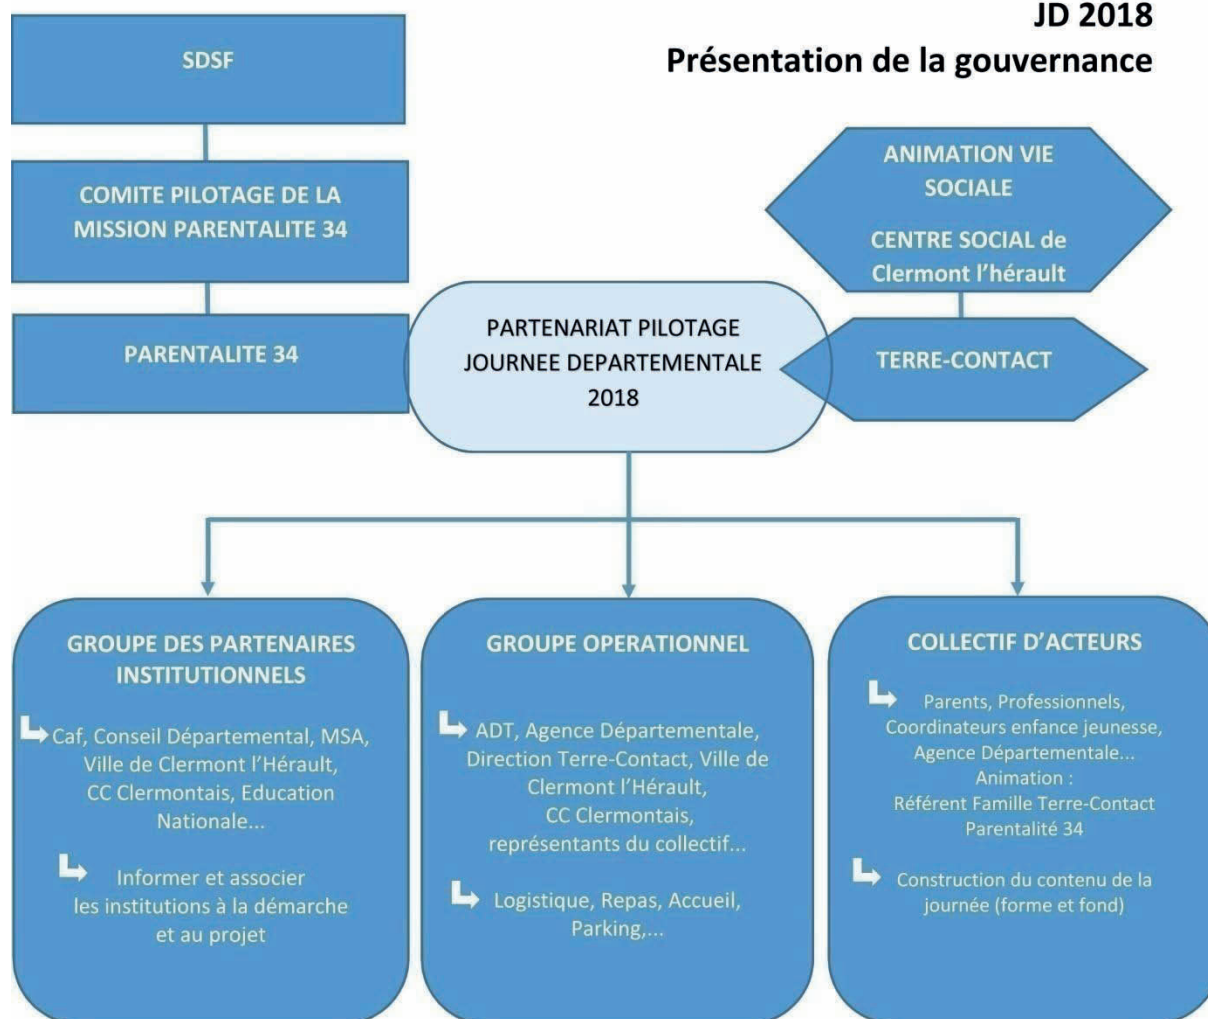 JD 2018
Présentation de la gouvernance
SDSF
COMITE PILOTAGE DE LA
MISSION PARENTALITE 34
PARENTALITE 34
ANIMATION VIE
SOCIALE
CENTRE SOCIAL de
Clermont l’hérault
TERRE-CONTACT
PARTENARIAT PILOTAGE
JOURNEE DEPARTEMENTALE
2018
GROUPE DES PARTENAIRES
INSTITUTIONNELS
Caf, Conseil Départemental, MSA,
Ville de Clermont l’Hérault,
CC Clermontais, Education
Nationale...
Informer et associer
les institutions à la démarche
et au projet
GROUPE OPERATIONNEL
ADT, Agence Départementale,
Direction Terre-Contact, Ville de
Clermont l’Hérault,
CC Clermontais,
représentants du collectif...
Logistique, Repas, Accueil,
Parking,...
COLLECTIF D’ACTEURS
Parents, Professionnels,
Coordinateurs enfance jeunesse,
Agence Départementale...
Animation :
Référent Famille Terre-Contact
Parentalité 34
Construction du contenu de la
journée (forme et fond)